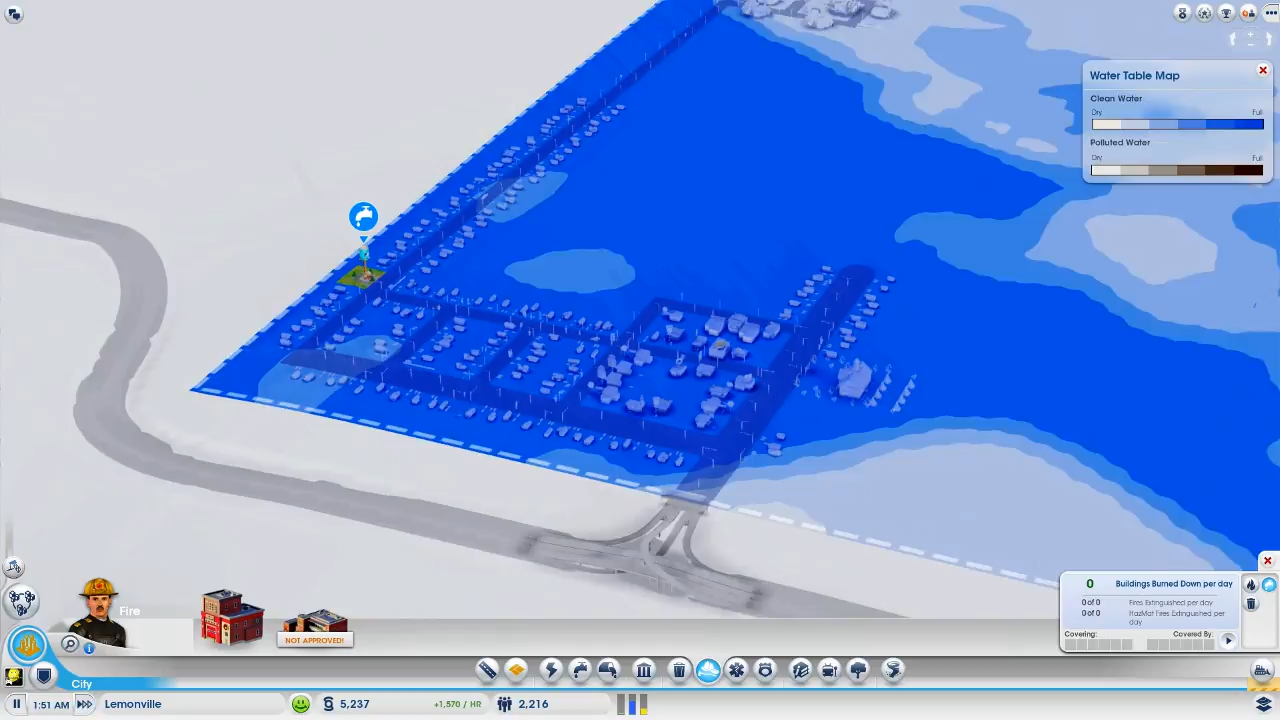 Water Table Map
Clean Water
Dry Full
Polluted Water
Dry Full
0 Buildings Burned Down per day
0 of 0 Fires Extinguished per day
0 of 0 HazMat Fires Extinguished per day
Covering: Covered By:
Fire
NOT APPROVED!
City
1:51 AM Lemonville 5,237 +1,570 / HR 2,216